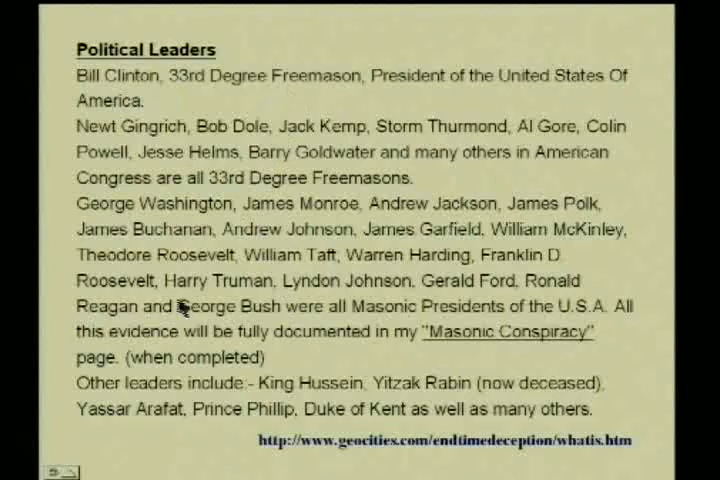 Political Leaders
Bill Clinton, 33rd Degree Freemason, President of the United States Of
America.
Newt Gingrich, Bob Dole, Jack Kemp, Storm Thurmond, Al Gore, Colin
Powell, Jesse Helms, Barry Goldwater and many others in American
Congress are all 33rd Degree Freemasons.
George Washington, James Monroe, Andrew Jackson, James Polk,
James Buchanan, Andrew Johnson, James Garfield, William McKinley,
Theodore Roosevelt, William Taft, Warren Harding, Franklin D.
Roosevelt, Harry Truman, Lyndon Johnson, Gerald Ford, Ronald
Reagan and George Bush were all Masonic Presidents of the U.S.A. All
this evidence will be fully documented in my "Masonic Conspiracy"
page. (when completed)
Other leaders include:- King Hussein, Yitzak Rabin (now deceased),
Yassar Arafat, Prince Phillip, Duke of Kent as well as many others.
http://www.geocities.com/endtimedeception/whatis.htm